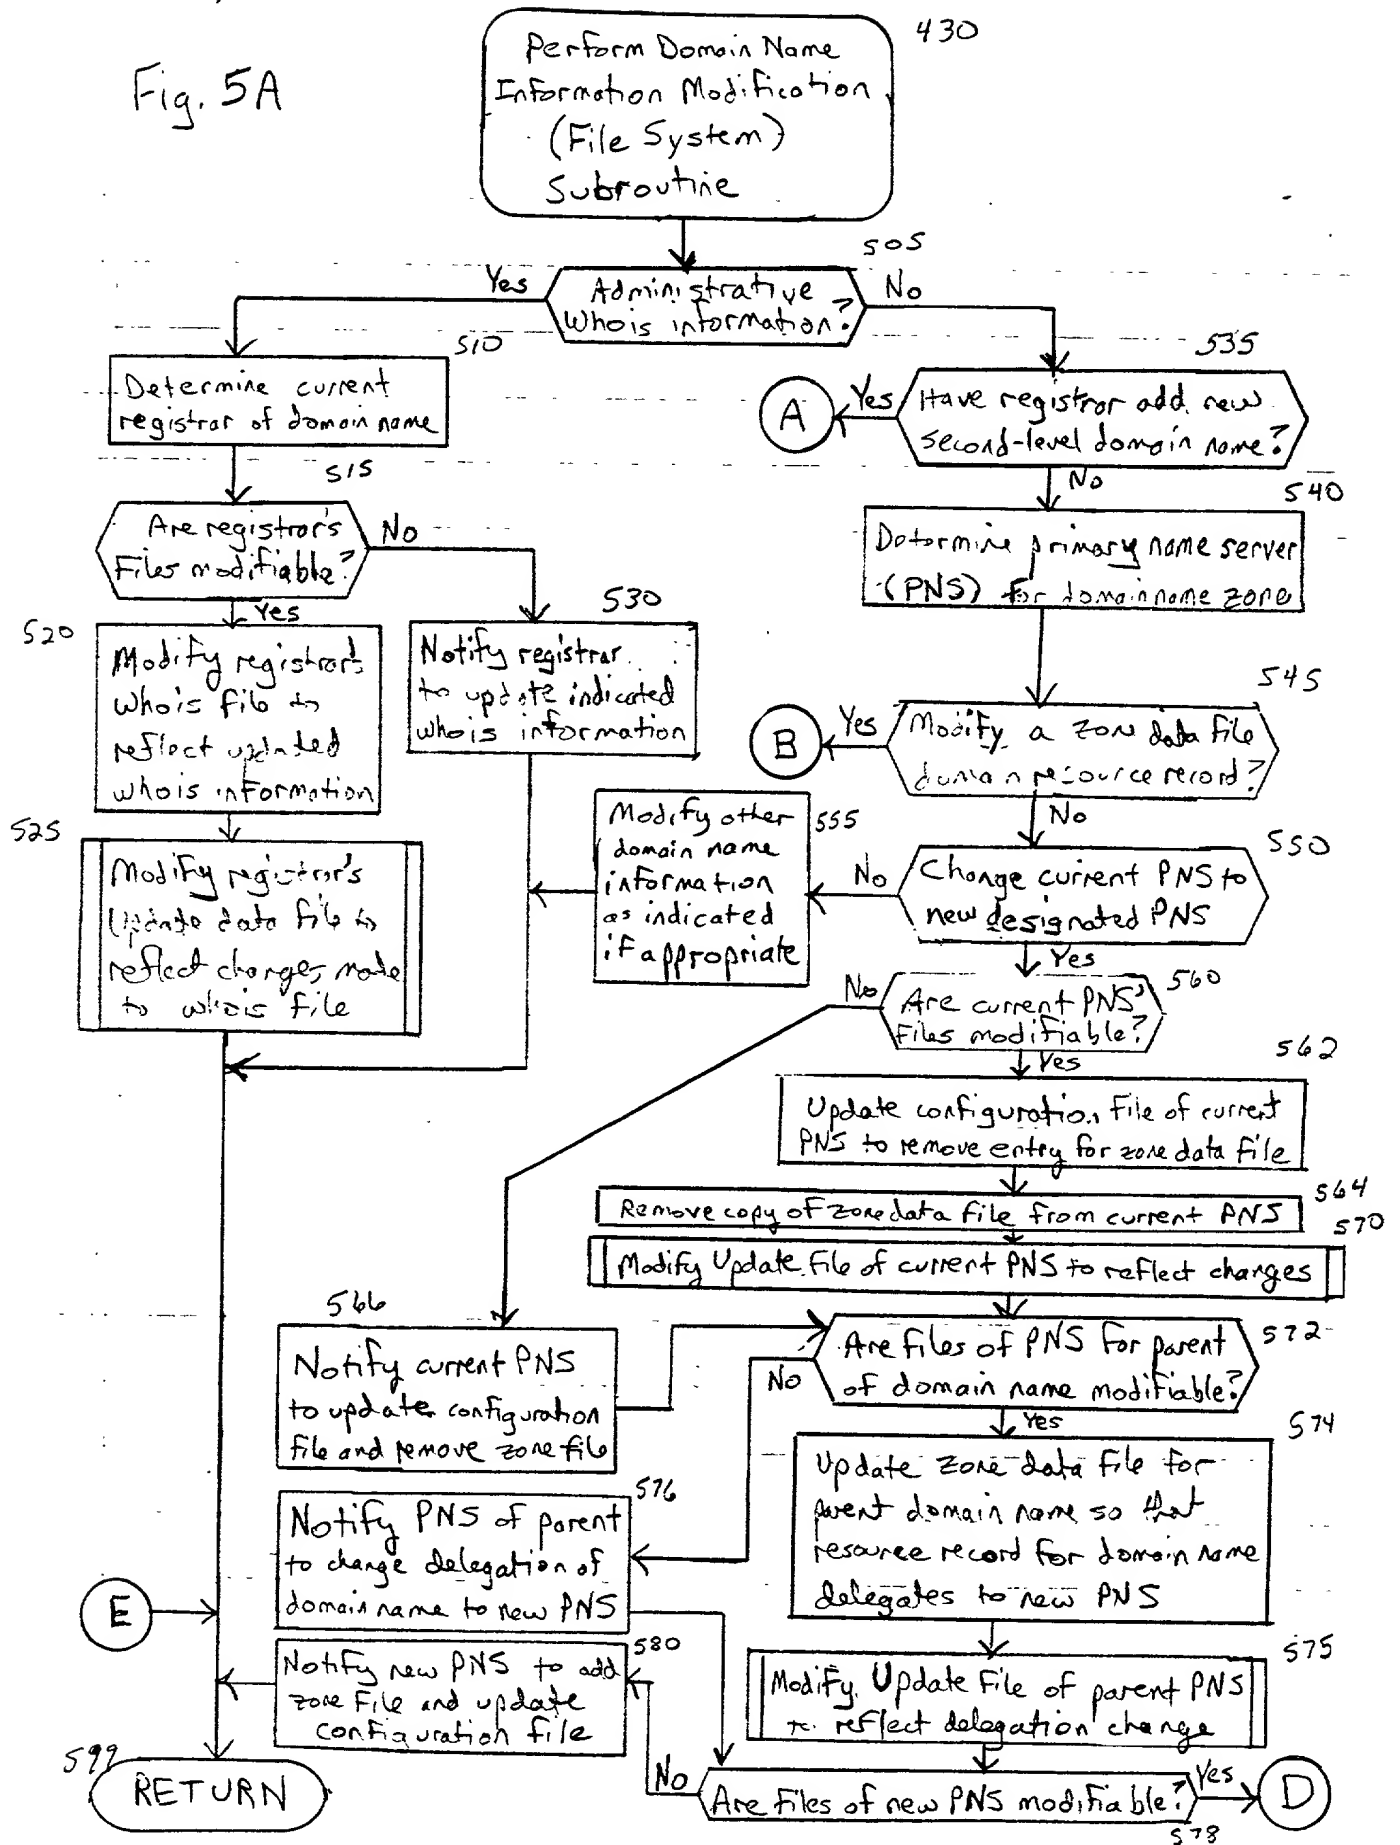 Fig. 5A
430
Perform Domain Name
Information Modification
(File System)
Subroutine
505
Administrative
Whois information?
Yes
No
510
Determine current
registrar of domain name
515
Are registrar's
Files modifiable?
No
Yes
520
Modify registrar's
whois file to
reflect updated
whois information
530
Notify registrar
to update indicated
whois information
525
Modify registrar's
Update data file to
reflect changes made
to whois file
535
Have registrar add new
second-level domain name?
Yes
A
No
540
Determine primary name server
(PNS) for domain name zone
545
Modify a zone data file
domain resource record?
Yes
B
No
550
Change current PNS to
new designated PNS
No
555
Modify other
domain name
information
as indicated
if appropriate
Yes
560
Are current PNS'
files modifiable?
No
Yes
562
Update configuration file of current
PNS to remove entry for zone data file
564
Remove copy of zone data file from current PNS
570
Modify Update file of current PNS to reflect changes
566
Notify current PNS
to update configuration
file and remove zone file
572
Are files of PNS for parent
of domain name modifiable?
No
Yes
574
Update zone data file for
parent domain name so that
resource record for domain name
delegates to new PNS
576
Notify PNS of parent
to change delegation of
domain name to new PNS
E
575
Modify Update file of parent PNS
to reflect delegation change
580
Notify new PNS to add
zone file and update
configuration file
599
RETURN
No
Are files of new PNS modifiable?
Yes
D
578